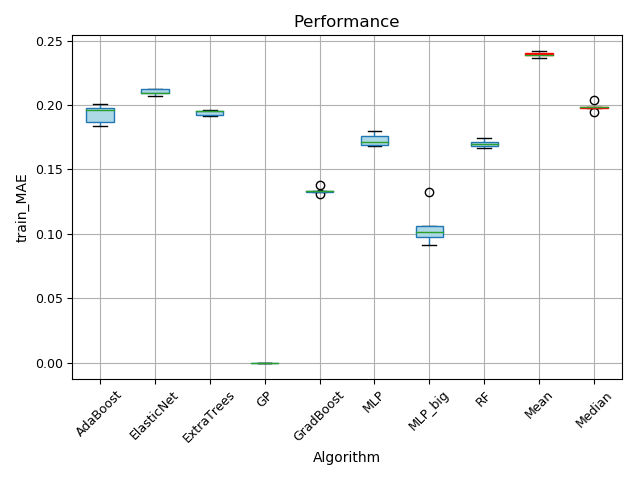 Performance
train_MAE
0.25
0.20
0.15
0.10
0.05
0.00
AdaBoost
ElasticNet
ExtraTrees
GP
GradBoost
MLP
MLP_big
RF
Mean
Median
Algorithm